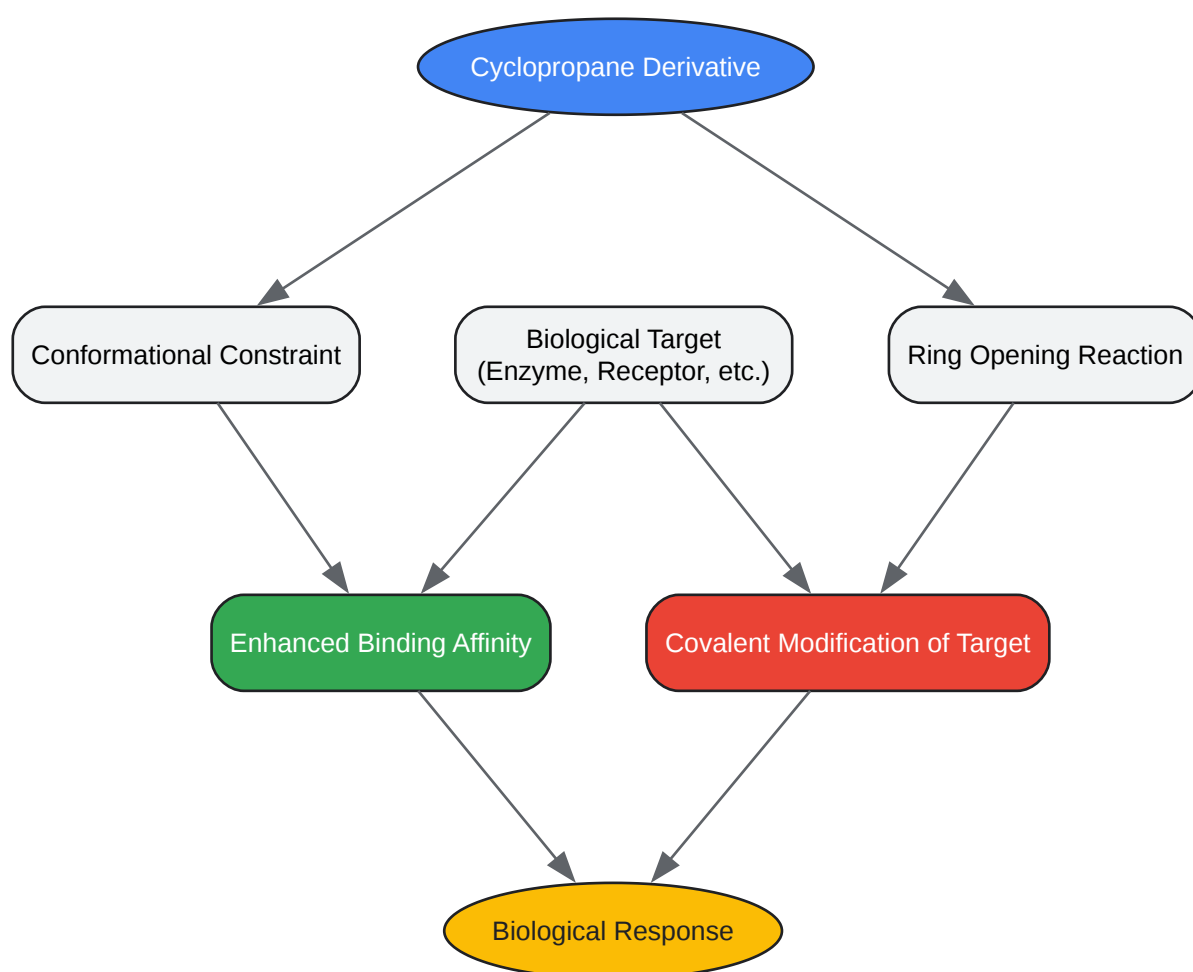 Cyclopropane Derivative
Conformational Constraint
Biological Target
(Enzyme, Receptor, etc.)
Ring Opening Reaction
Enhanced Binding Affinity
Covalent Modification of Target
Biological Response